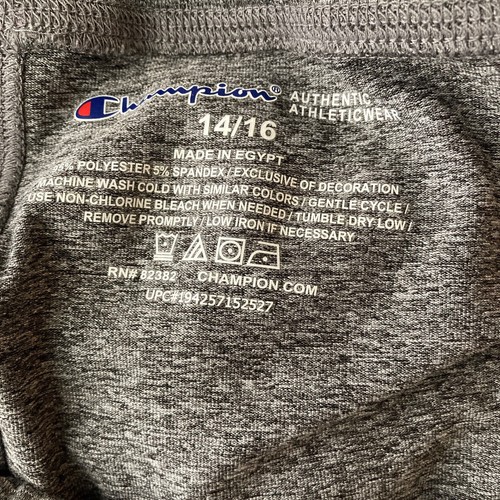 Champion® AUTHENTIC ATHLETICWEAR
14/16
MADE IN EGYPT
% POLYESTER 5% SPANDEX / EXCLUSIVE OF DECORATION
MACHINE WASH COLD WITH SIMILAR COLORS / GENTLE CYCLE /
USE NON-CHLORINE BLEACH WHEN NEEDED / TUMBLE DRY LOW /
REMOVE PROMPTLY / LOW IRON IF NECESSARY
RN# 82382 CHAMPION.COM
UPC#194257152527